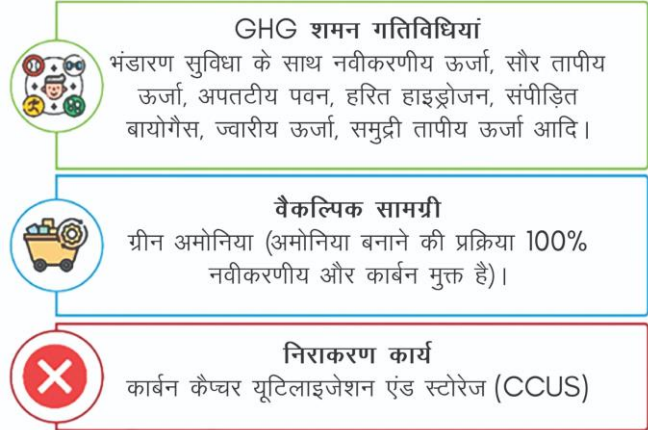 GHG शमन गतिविधियां
भंडारण सुविधा के साथ नवीकरणीय ऊर्जा, सौर तापीय
ऊर्जा, अपतटीय पवन, हरित हाइड्रोजन, संपीड़ित
बायोगैस, ज्वारीय ऊर्जा, समुद्री तापीय ऊर्जा आदि।
वैकल्पिक सामग्री
ग्रीन अमोनिया (अमोनिया बनाने की प्रक्रिया 100%
नवीकरणीय और कार्बन मुक्त है)।
निराकरण कार्य
कार्बन कैप्चर यूटिलाइजेशन एंड स्टोरेज (CCUS)